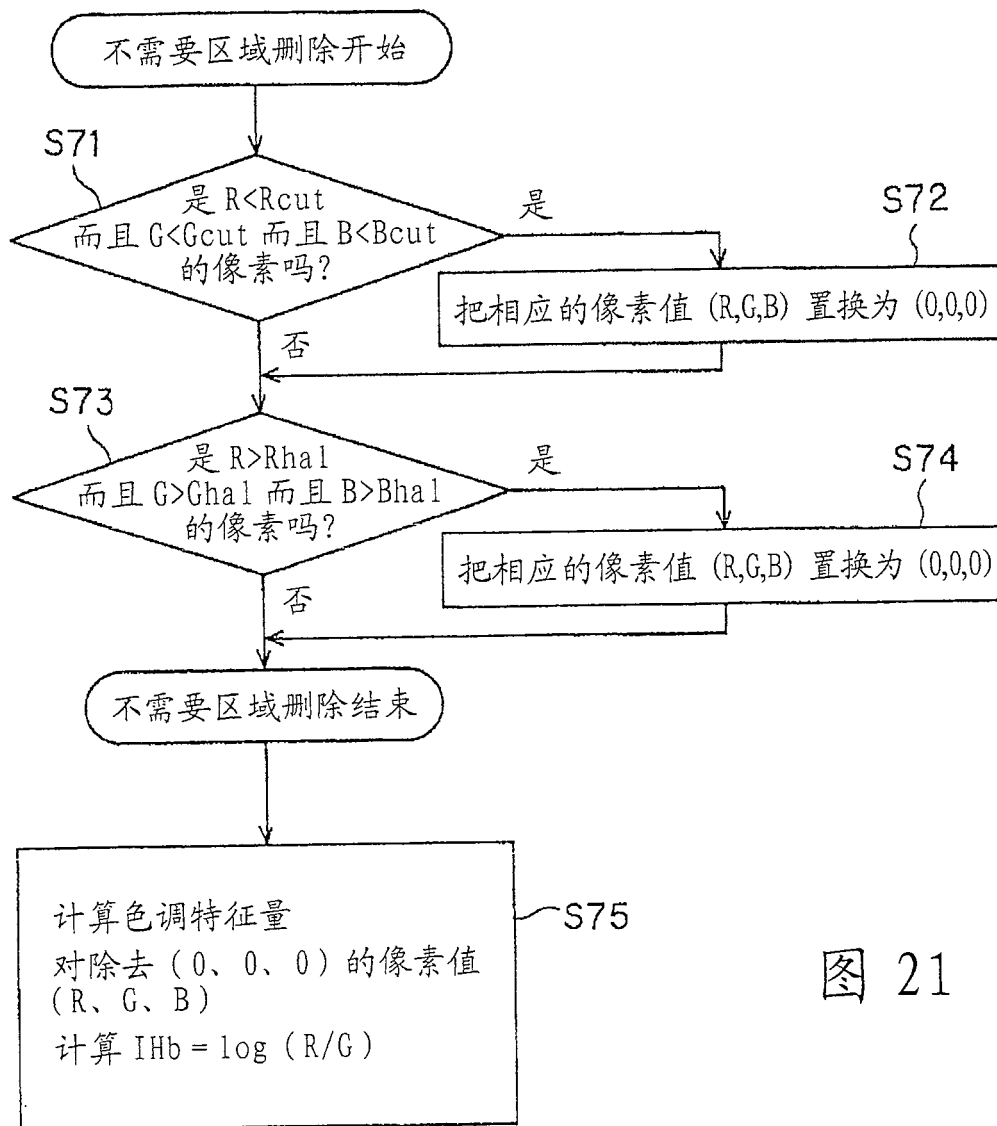 不需要区域删除开始
S71
是 R<Rcut
而且 G<Gcut 而且 B<Bcut
的像素吗?
是
S72
把相应的像素值 (R,G,B) 置换为 (0,0,0)
否
S73
是 R>Rhal
而且 G>Ghal 而且 B>Bhal
的像素吗?
是
S74
把相应的像素值 (R,G,B) 置换为 (0,0,0)
否
不需要区域删除结束
计算色调特征量
对除去 (0、0、0) 的像素值
(R、G、B)
计算 IHb = log (R/G)
S75
图 21